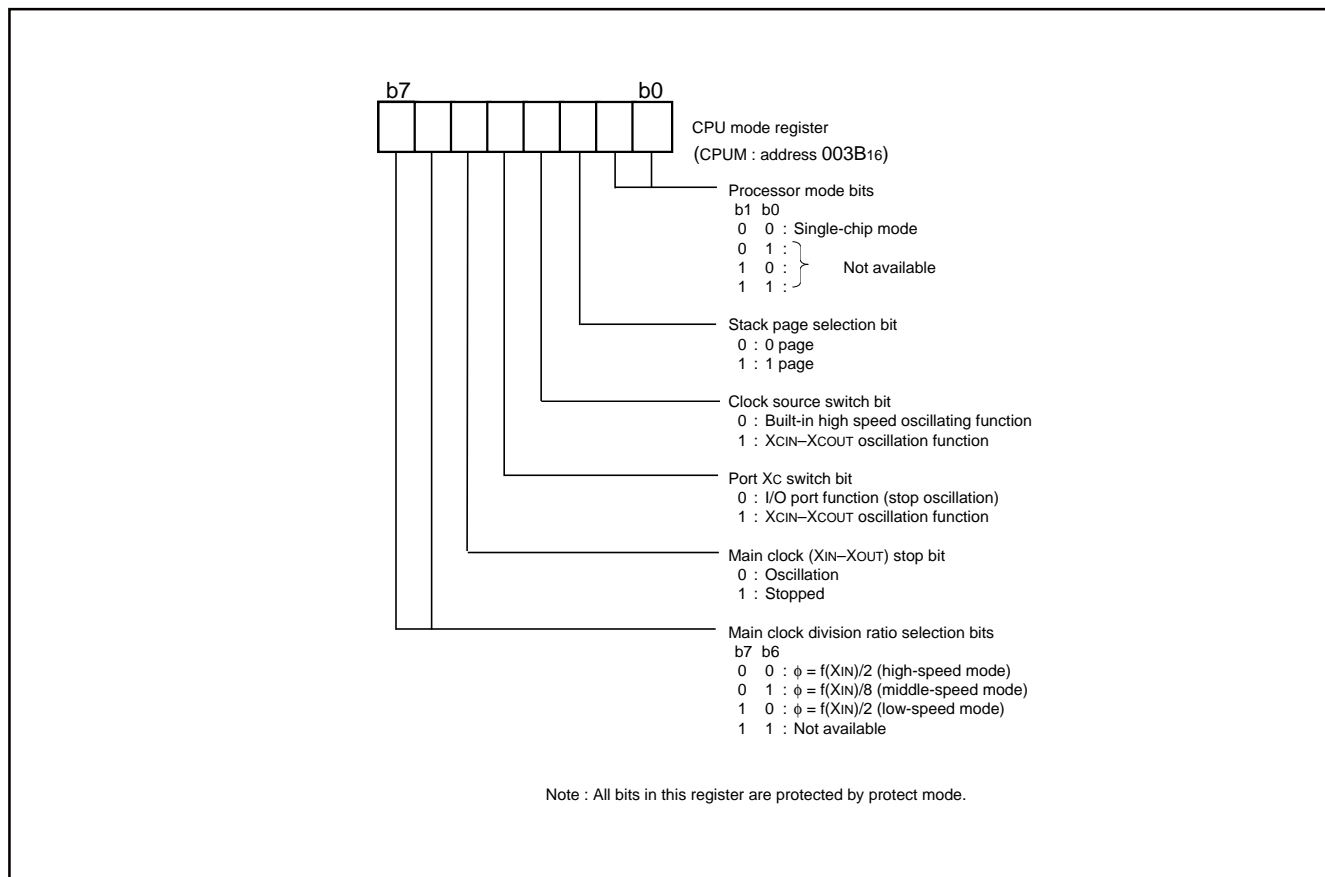 b7 b0
CPU mode register
(CPUM : address 003B16)
Processor mode bits
b1 b0
0 0 : Single-chip mode
0 1 :
1 0 : Not available
1 1 :
Stack page selection bit
0 : 0 page
1 : 1 page
Clock source switch bit
0 : Built-in high speed oscillating function
1 : XCIN–XCOUT oscillation function
Port XC switch bit
0 : I/O port function (stop oscillation)
1 : XCIN–XCOUT oscillation function
Main clock (XIN–XOUT) stop bit
0 : Oscillation
1 : Stopped
Main clock division ratio selection bits
b7 b6
0 0 : ϕ = f(XIN)/2 (high-speed mode)
0 1 : ϕ = f(XIN)/8 (middle-speed mode)
1 0 : ϕ = f(XIN)/2 (low-speed mode)
1 1 : Not available
Note : All bits in this register are protected by protect mode.